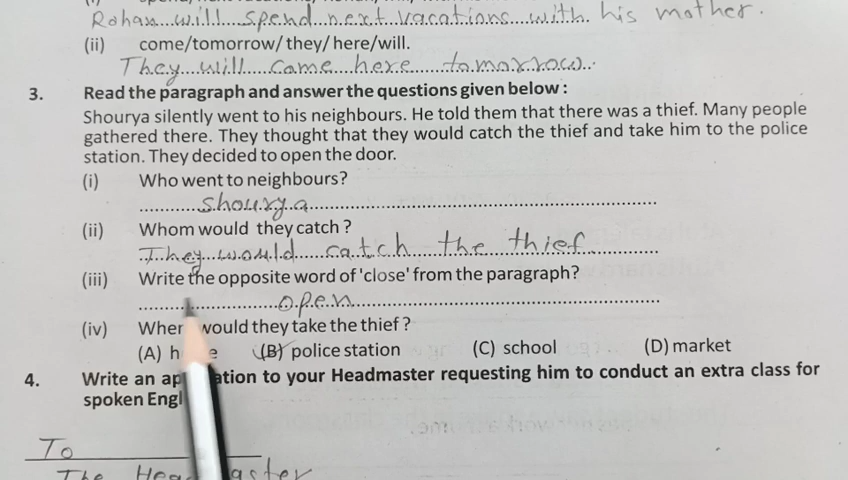 Rohan will spend next vacations with his mother.
(ii) come/tomorrow/ they/ here/will.
They will came here tomorrow.
3. Read the paragraph and answer the questions given below :
Shourya silently went to his neighbours. He told them that there was a thief. Many people
gathered there. They thought that they would catch the thief and take him to the police
station. They decided to open the door.
(i) Who went to neighbours?
Shourya
(ii) Whom would they catch ?
They would catch the thief
(iii) Write the opposite word of 'close' from the paragraph?
open
(iv) would they take the thief ?
(A) (B) police station (C) school (D) market
4. Write an to your Headmaster requesting him to conduct an extra class for
spoken
To
The